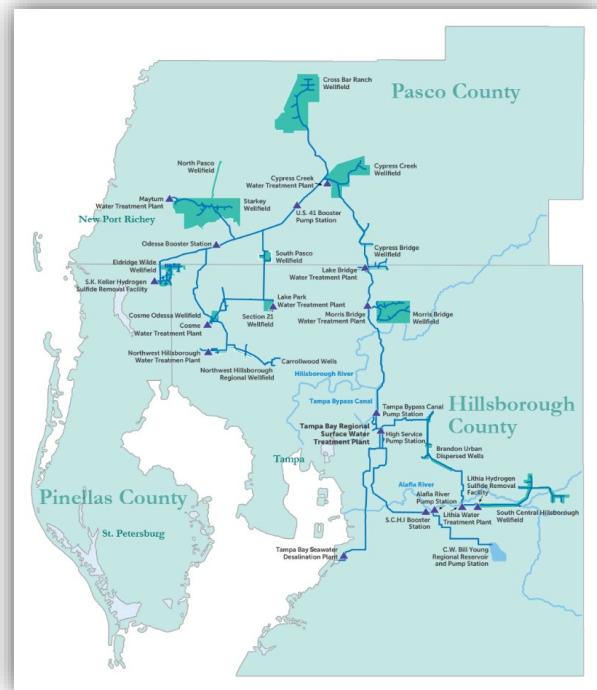 Cross Bar Ranch
Wellfield
Pasco County
North Pasco
Wellfield
Cypress Creek
Wellfield
Cypress Creek
Water Treatment Plant
Maytum
Water Treatment Plant
Starkey
Wellfield
U.S. 41 Booster
Pump Station
New Port Richey
Odessa Booster Station
Cypress Bridge
Wellfield
South Pasco
Wellfield
Eldridge Wilde
Wellfield
Lake Bridge
Water Treatment Plant
S.K. Keller Hydrogen
Sulfide Removal Facility
Lake Park
Water Treatment Plant
Cosme Odessa Wellfield
Section 21
Wellfield
Morris Bridge
Water Treatment Plant
Morris Bridge
Wellfield
Cosme
Water Treatment Plant
Northwest Hillsborough
Water Treatmen Plant
Carrollwood Wells
Northwest Hillsborough
Regional Wellfield
Hillsborough River
Tampa Bypass Canal
Tampa Bypass Canal
Pump Station
Hillsborough
County
Tampa Bay Regional
Surface Water
Treatment Plant
High Service
Pump Station
Brandon Urban
Dispersed Wells
Tampa
Lithia Hydrogen
Sulfide Removal
Facility
Alafia River
Alafia River
Pump Station
Pinellas County
S.C.H.I Booster
Station
Lithia Water
Treatment Plant
South Central Hillsborough
Wellfield
St. Petersburg
Tampa Bay Seawater
Desalination Plant
C.W. Bill Young
Regional Reservoir
and Pump Station